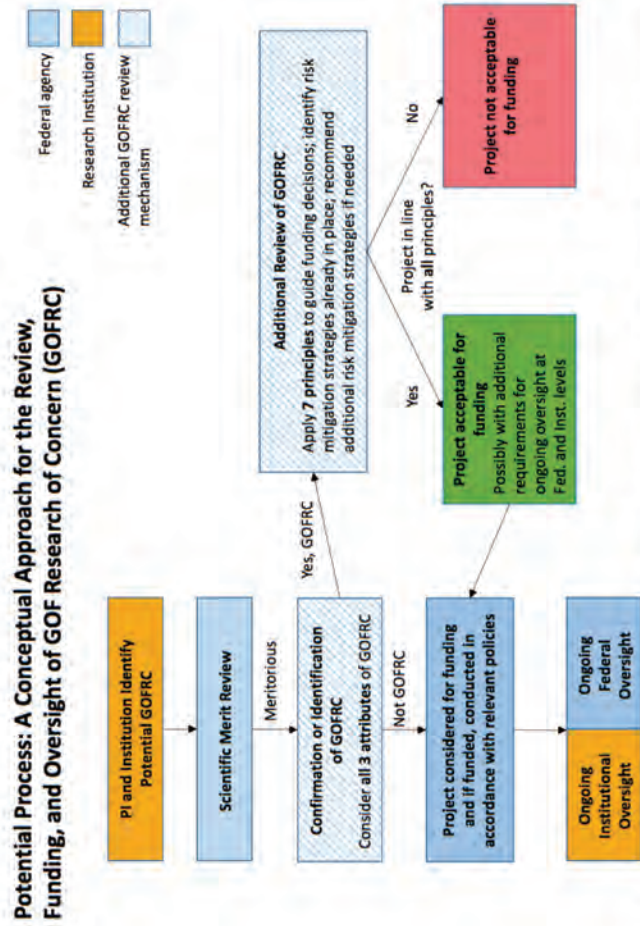 Potential Process: A Conceptual Approach for the Review,
Funding, and Oversight of GOF Research of Concern (GOFRC)
Federal agency
Research Institution
Additional GOFRC review
mechanism
PI and Institution Identify
Potential GOFRC
Scientific Merit Review
Meritorious
Confirmation or Identification
of GOFRC
Consider all 3 attributes of GOFRC
Yes, GOFRC
Not GOFRC
Additional Review of GOFRC
Apply 7 principles to guide funding decisions; identify risk
mitigation strategies already in place; recommend
additional risk mitigation strategies if needed
Project in line
with all principles?
Yes
No
Project acceptable for
funding
Possibly with additional
requirements for
ongoing oversight at
Fed. and Inst. levels
Project not acceptable
for funding
Project considered for funding
and if funded, conducted in
accordance with relevant policies
Ongoing
Institutional
Oversight
Ongoing
Federal
Oversight